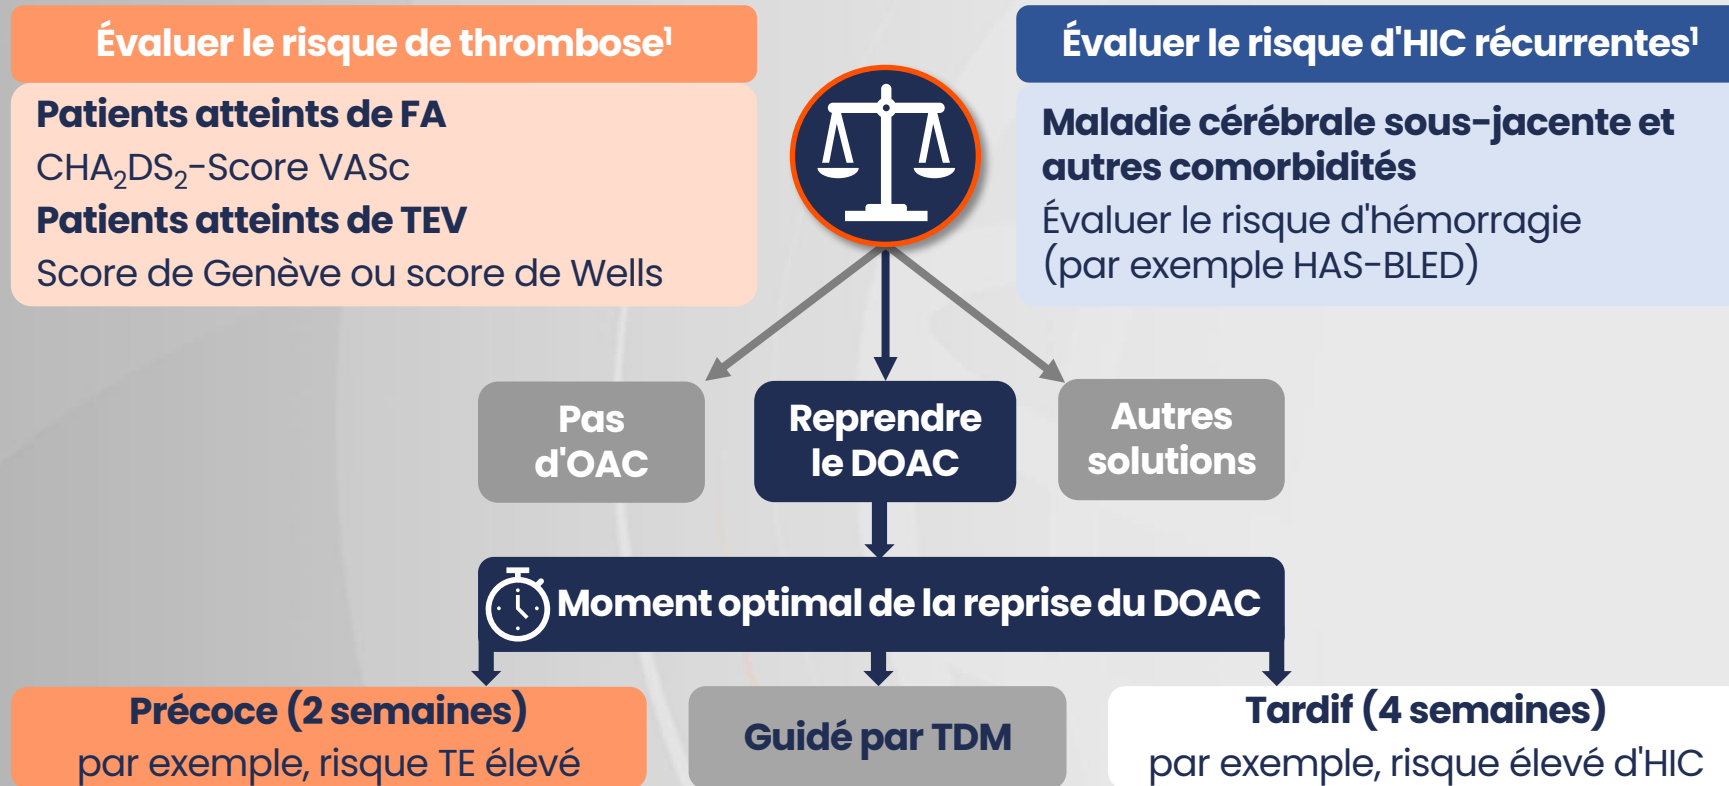 Évaluer le risque de thrombose¹
Patients atteints de FA
CHA₂DS₂-Score VASc
Patients atteints de TEV
Score de Genève ou score de Wells
Évaluer le risque d'HIC récurrentes¹
Maladie cérébrale sous-jacente et
autres comorbidités
Évaluer le risque d'hémorragie
(par exemple HAS-BLED)
Pas
d'OAC
Reprendre
le DOAC
Autres
solutions
Moment optimal de la reprise du DOAC
Précoce (2 semaines)
par exemple, risque TE élevé
Guidé par TDM
Tardif (4 semaines)
par exemple, risque élevé d'HIC